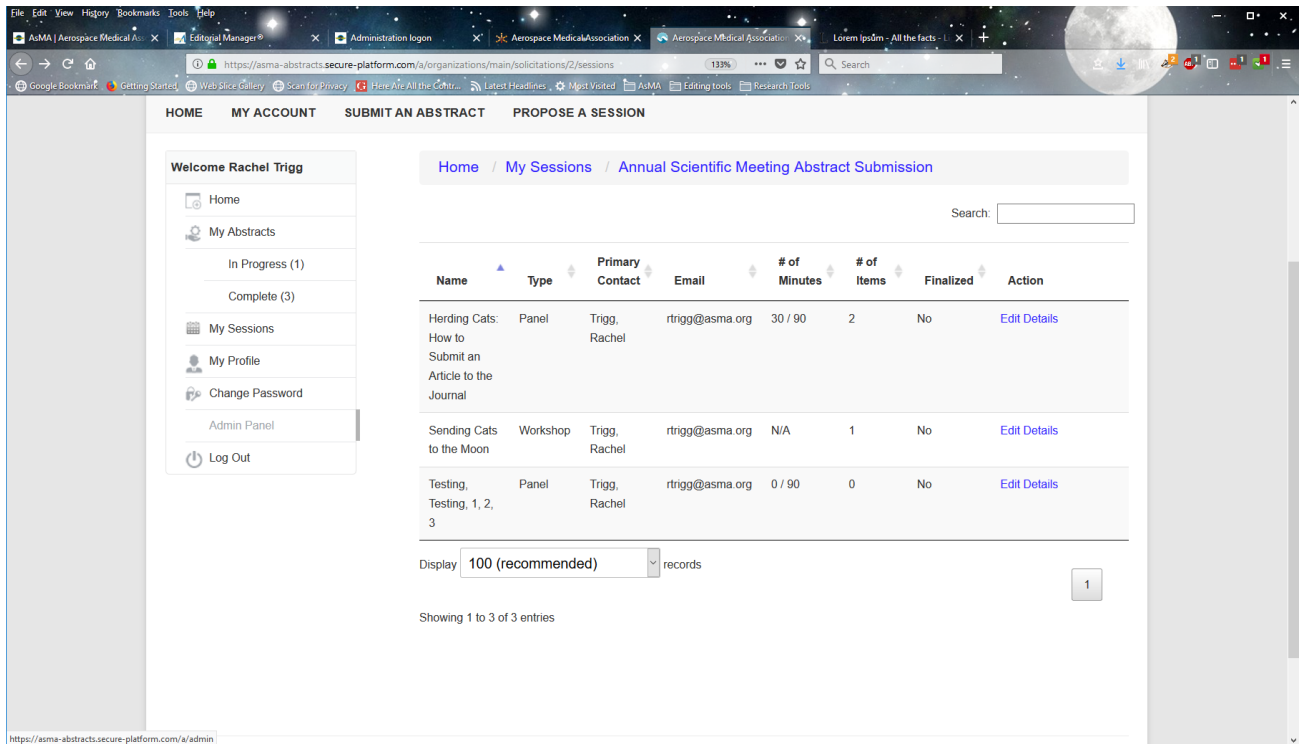 File Edit View History Bookmarks Tools Help
AsMA | Aerospace Medical Ass
Editorial Manager®
Administration logon
Aerospace Medical Association
Aerospace Medical Association
Lorem Ipsum - All the facts - L
https://asma-abstracts.secure-platform.com/a/organizations/main/solicitations/2/sessions
133%
Search
Google Bookmark Getting Started Web Slice Gallery Scan for Privacy Here Are All the Contr... Latest Headlines Most Visited AsMA Editing tools Research Tools
HOME MY ACCOUNT SUBMIT AN ABSTRACT PROPOSE A SESSION
Welcome Rachel Trigg
Home
My Abstracts
In Progress (1)
Complete (3)
My Sessions
My Profile
Change Password
Admin Panel
Log Out
Home / My Sessions / Annual Scientific Meeting Abstract Submission
Search:
Name Type Primary Contact Email # of Minutes # of Items Finalized Action
Herding Cats: Panel Trigg, rtrigg@asma.org 30 / 90 2 No Edit Details
How to Rachel
Submit an
Article to the
Journal
Sending Cats Workshop Trigg, rtrigg@asma.org N/A 1 No Edit Details
to the Moon Rachel
Testing, Panel Trigg, rtrigg@asma.org 0 / 90 0 No Edit Details
Testing, 1, 2, Rachel
3
Display 100 (recommended) records
1
Showing 1 to 3 of 3 entries
https://asma-abstracts.secure-platform.com/a/admin